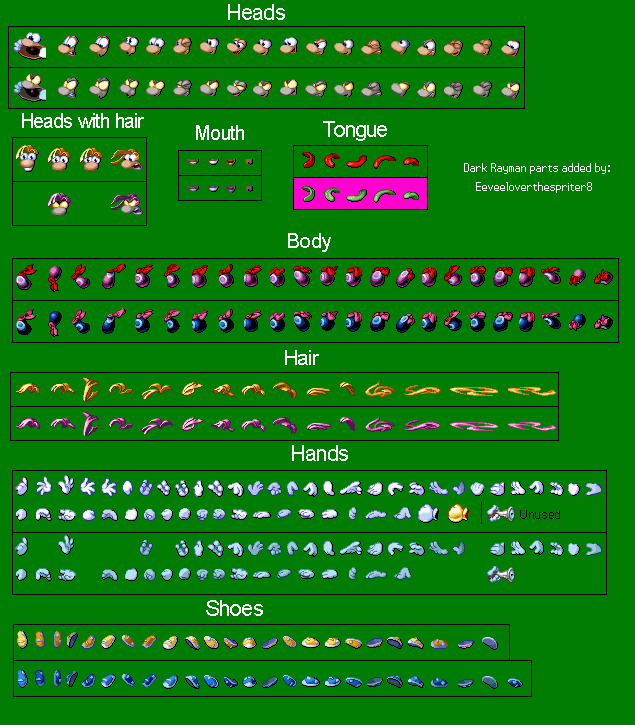 Heads
Heads with hair
Mouth
Tongue
Dark Rayman parts added by:
Eeveeloverthespriter8
Body
Hair
Hands
Unused
Shoes